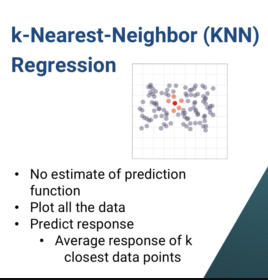 k-Nearest-Neighbor (KNN)
Regression
• No estimate of prediction
function
• Plot all the data
• Predict response
• Average response of k
closest data points